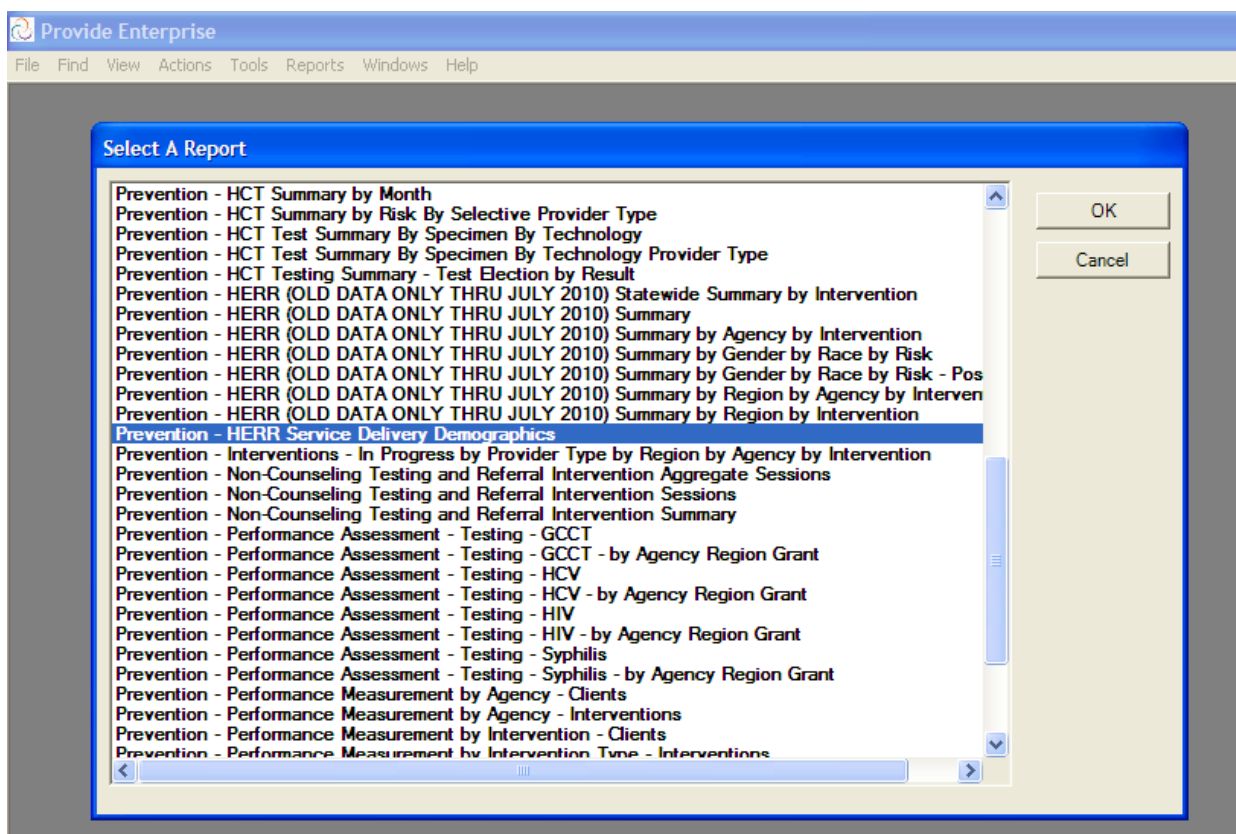 Provide Enterprise
File Find View Actions Tools Reports Windows Help
Select A Report
Prevention - HCT Summary by Month
Prevention - HCT Summary by Risk By Selective Provider Type
Prevention - HCT Test Summary By Specimen By Technology
Prevention - HCT Test Summary By Specimen By Technology Provider Type
Prevention - HCT Testing Summary - Test Election by Result
Prevention - HERR (OLD DATA ONLY THRU JULY 2010) Statewide Summary by Intervention
Prevention - HERR (OLD DATA ONLY THRU JULY 2010) Summary
Prevention - HERR (OLD DATA ONLY THRU JULY 2010) Summary by Agency by Intervention
Prevention - HERR (OLD DATA ONLY THRU JULY 2010) Summary by Gender by Race by Risk
Prevention - HERR (OLD DATA ONLY THRU JULY 2010) Summary by Gender by Race by Risk - Pos
Prevention - HERR (OLD DATA ONLY THRU JULY 2010) Summary by Region by Agency by Interven
Prevention - HERR (OLD DATA ONLY THRU JULY 2010) Summary by Region by Intervention
Prevention - HERR Service Delivery Demographics
Prevention - Interventions - In Progress by Provider Type by Region by Agency by Intervention
Prevention - Non-Counseling Testing and Referral Intervention Aggregate Sessions
Prevention - Non-Counseling Testing and Referral Intervention Sessions
Prevention - Non-Counseling Testing and Referral Intervention Summary
Prevention - Performance Assessment - Testing - GCCT
Prevention - Performance Assessment - Testing - GCCT - by Agency Region Grant
Prevention - Performance Assessment - Testing - HCV
Prevention - Performance Assessment - Testing - HCV - by Agency Region Grant
Prevention - Performance Assessment - Testing - HIV
Prevention - Performance Assessment - Testing - HIV - by Agency Region Grant
Prevention - Performance Assessment - Testing - Syphilis
Prevention - Performance Assessment - Testing - Syphilis - by Agency Region Grant
Prevention - Performance Measurement by Agency - Clients
Prevention - Performance Measurement by Agency - Interventions
Prevention - Performance Measurement by Intervention - Clients
Prevention - Performance Measurement by Intervention Type - Interventions
OK
Cancel